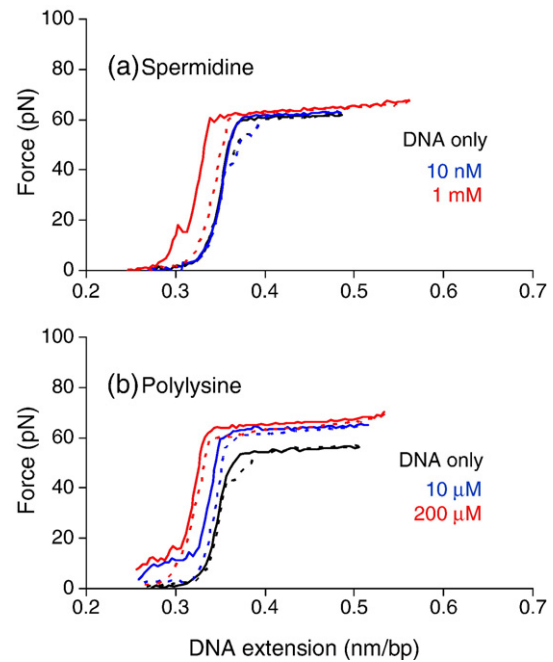 100
80
60
40
20
0
Force (pN)
(a) Spermidine
DNA only
10 nM
1 mM
0.2 0.3 0.4 0.5 0.6 0.7
100
80
60
40
20
0
Force (pN)
(b) Polylysine
DNA only
10 μM
200 μM
0.2 0.3 0.4 0.5 0.6 0.7
DNA extension (nm/bp)